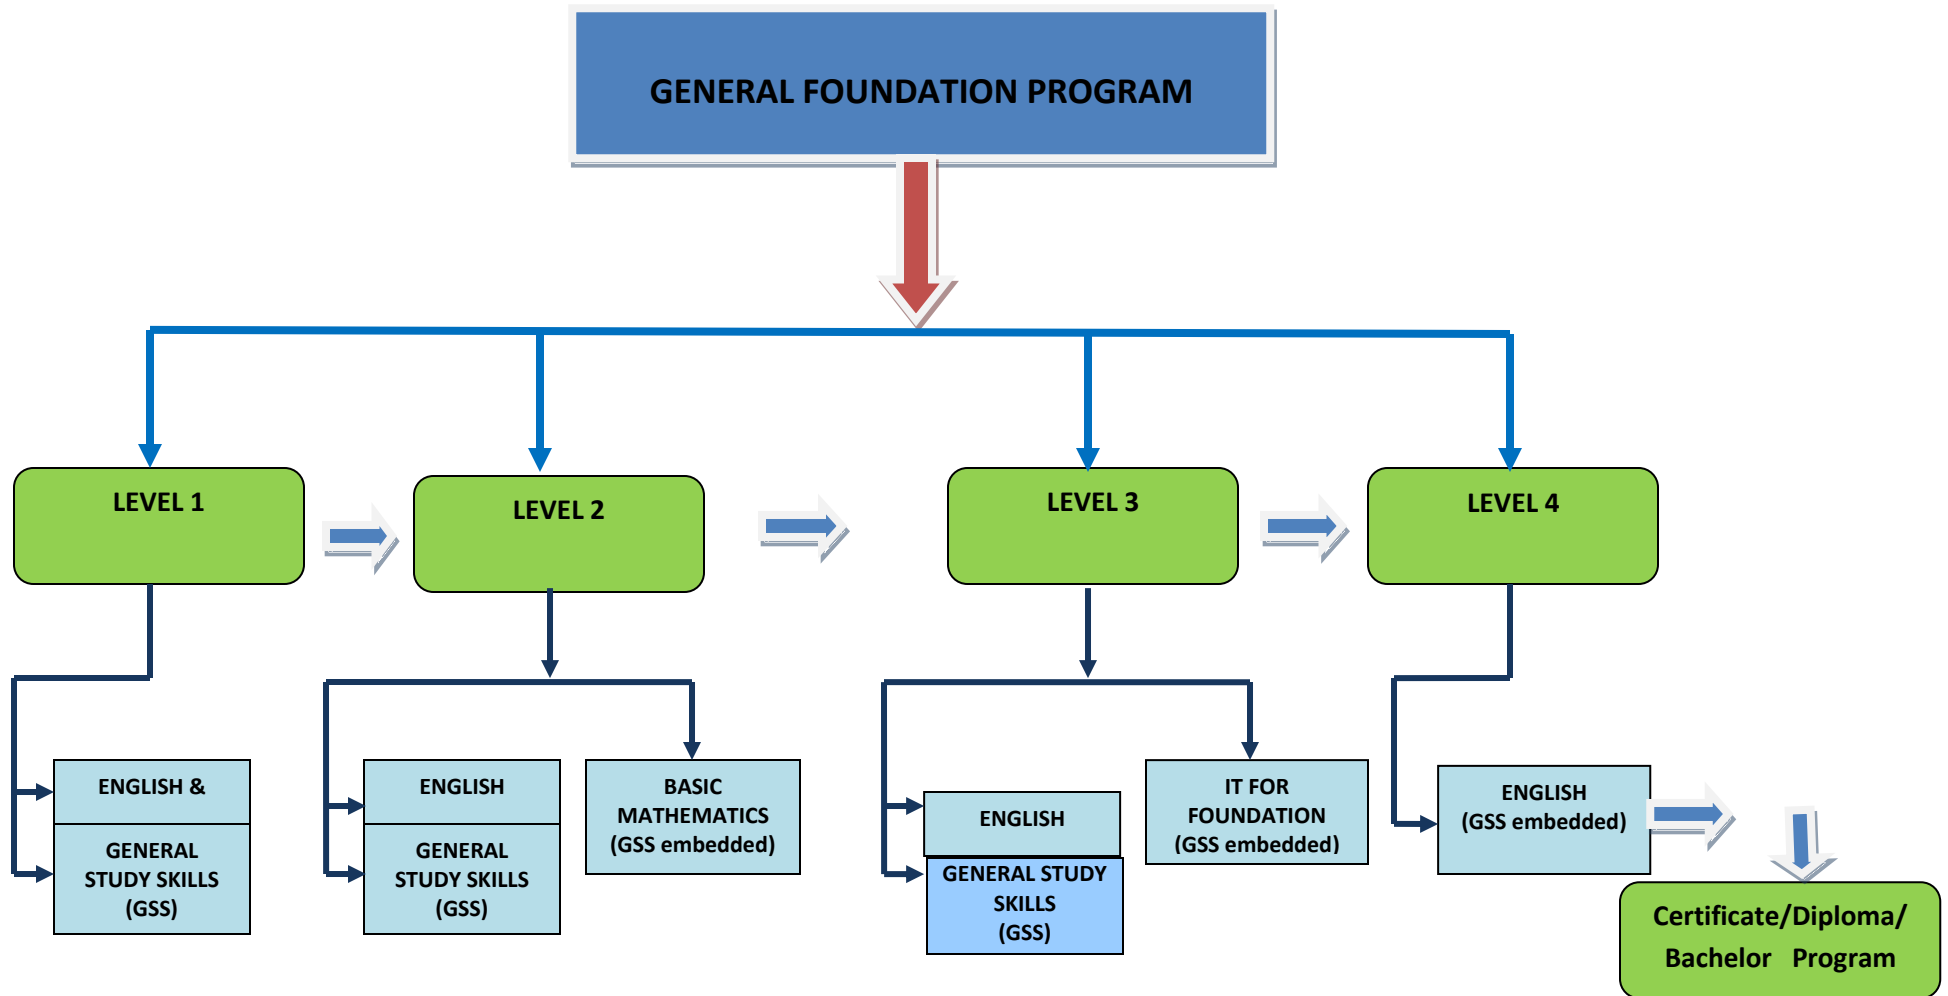 GENERAL FOUNDATION PROGRAM
LEVEL 1
LEVEL 2
LEVEL 3
LEVEL 4
ENGLISH &
GENERAL
STUDY SKILLS
(GSS)
ENGLISH
GENERAL
STUDY SKILLS
(GSS)
BASIC
MATHEMATICS
(GSS embedded)
ENGLISH
GENERAL STUDY
SKILLS
(GSS)
IT FOR
FOUNDATION
(GSS embedded)
ENGLISH
(GSS embedded)
Certificate/Diploma/
Bachelor Program